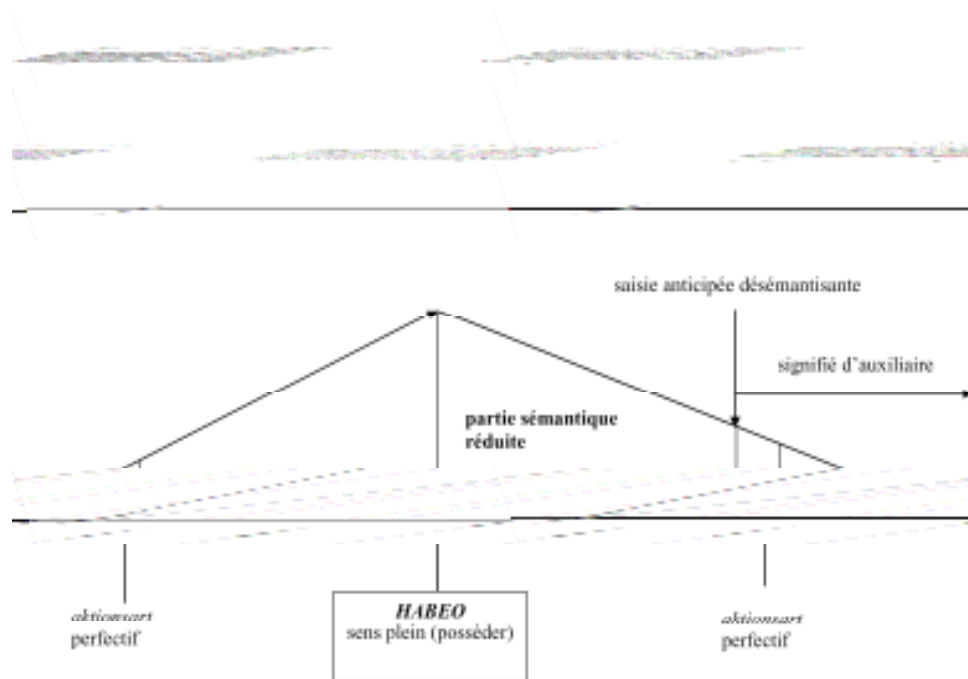 saisie anticipée désémantisante
signifié d'auxiliaire
partie sémantique
réduite
aktionsart
perfectif
HABEO
sens plein (posséder)
aktionsart
perfectif